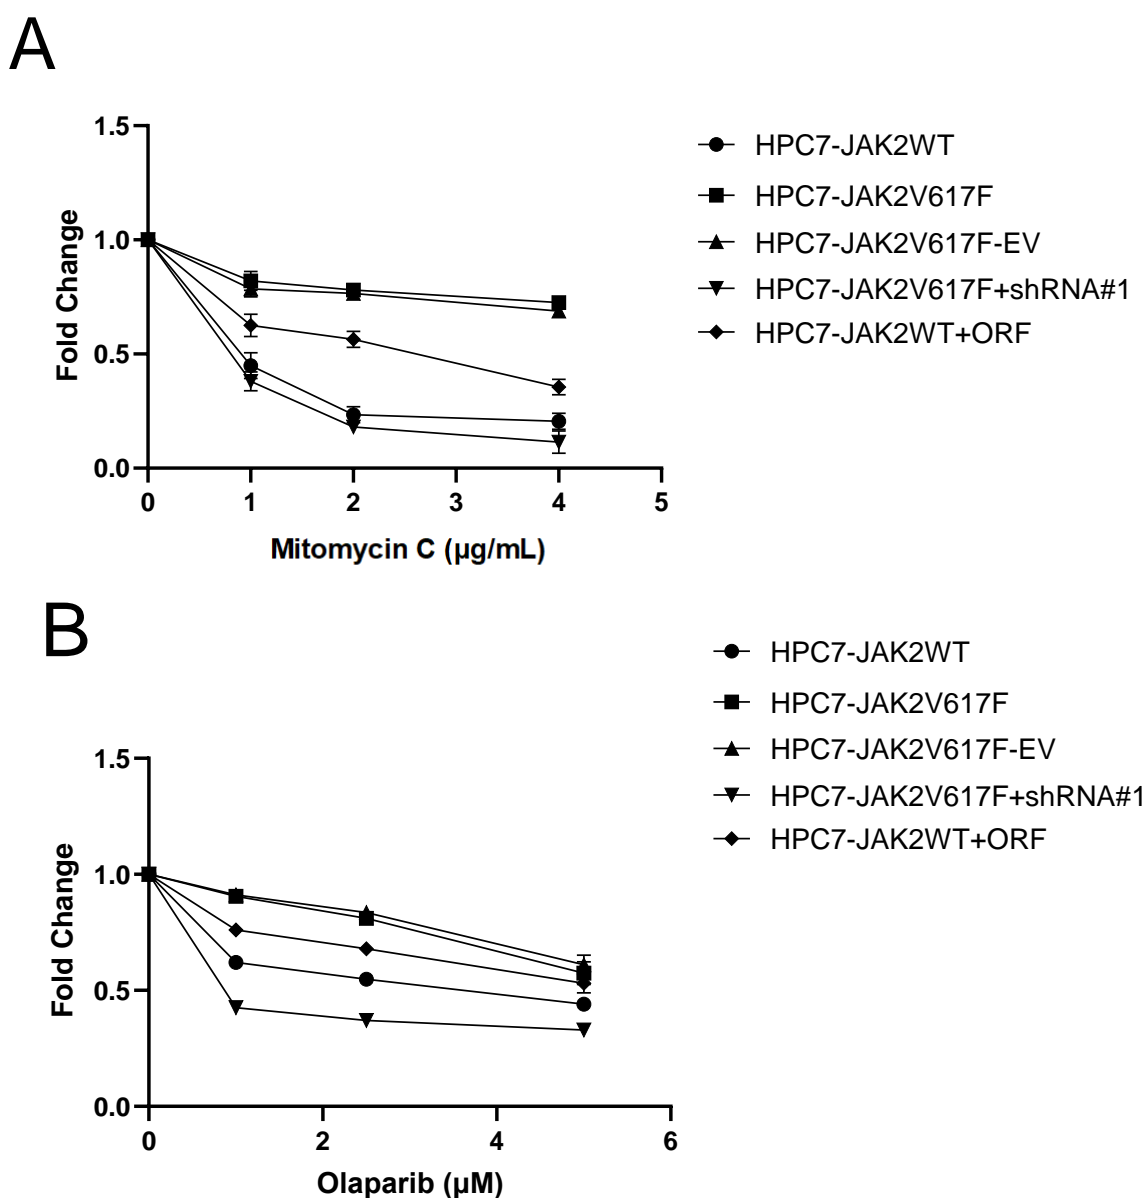 A
1.5
1.0
0.5
0.0
Fold Change
0 1 2 3 4 5
Mitomycin C (µg/mL)
HPC7-JAK2WT
HPC7-JAK2V617F
HPC7-JAK2V617F-EV
HPC7-JAK2V617F+shRNA#1
HPC7-JAK2WT+ORF
B
1.5
1.0
0.5
0.0
Fold Change
0 2 4 6
Olaparib (µM)
HPC7-JAK2WT
HPC7-JAK2V617F
HPC7-JAK2V617F-EV
HPC7-JAK2V617F+shRNA#1
HPC7-JAK2WT+ORF